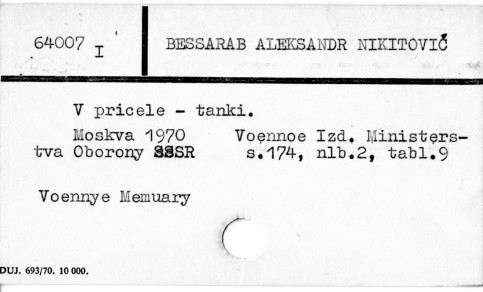 64007 I
BESSARAB ALEKSANDR NIKITOVIČ
V pricele - tanki.
Moskva 1970 Voennoe Izd. Ministers-
tva Oborony SSSR s.174, nlb.2, tabl.9
Voennye Memuary
DUJ. 693/70. 10 000.